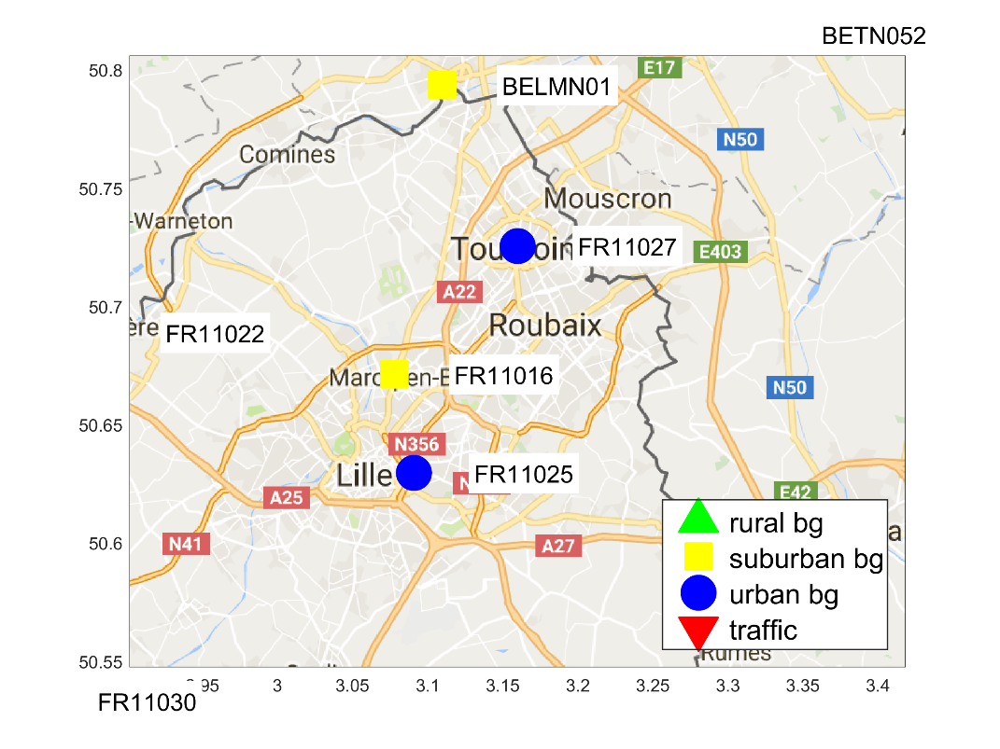 BETN052
50.8
E17
BELMN01
N50
Comines
50.75
Mouscron
-Warneton
FR11027
E403
A22
50.7
Roubaix
FR11022
FR11016
N50
50.65
N356
Lille
FR11025
A25
E42
rural bg
N41
50.6
A27
suburban bg
urban bg
traffic
Rumes
50.55
3
3.05
3.1
3.15
3.2
3.25
3.3
3.35
3.4
FR11030